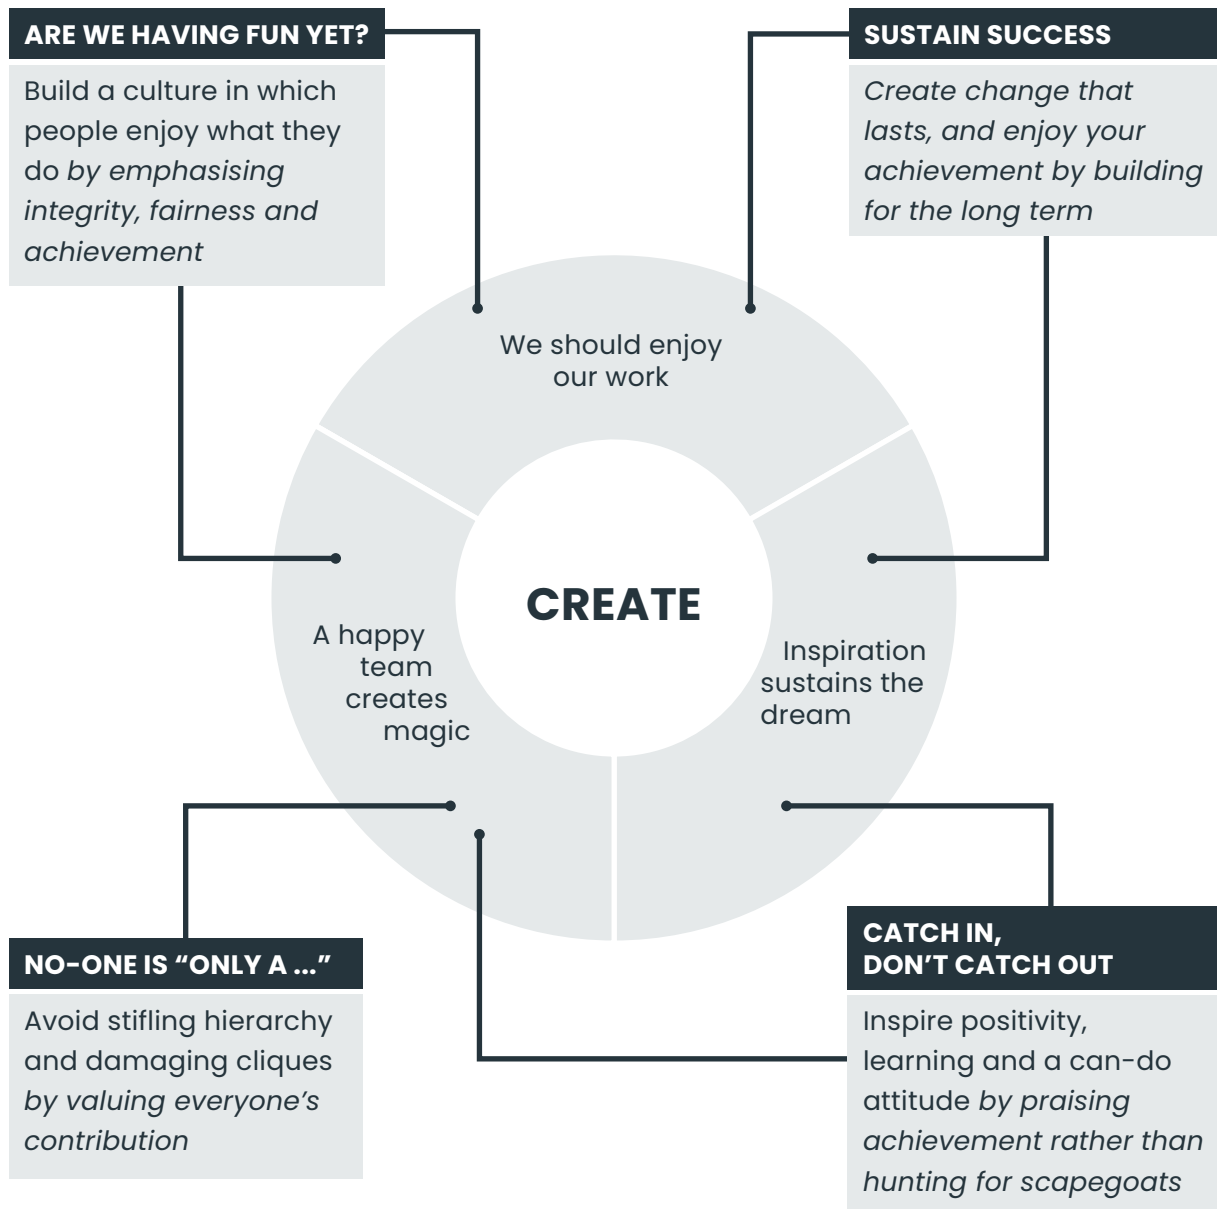 ARE WE HAVING FUN YET?
Build a culture in which
people enjoy what they
do by emphasising
integrity, fairness and
achievement
SUSTAIN SUCCESS
Create change that
lasts, and enjoy your
achievement by building
for the long term
We should enjoy
our work
CREATE
A happy
team
creates
magic
Inspiration
sustains the
dream
NO-ONE IS “ONLY A ...”
Avoid stifling hierarchy
and damaging cliques
by valuing everyone’s
contribution
CATCH IN,
DON’T CATCH OUT
Inspire positivity,
learning and a can-do
attitude by praising
achievement rather than
hunting for scapegoats